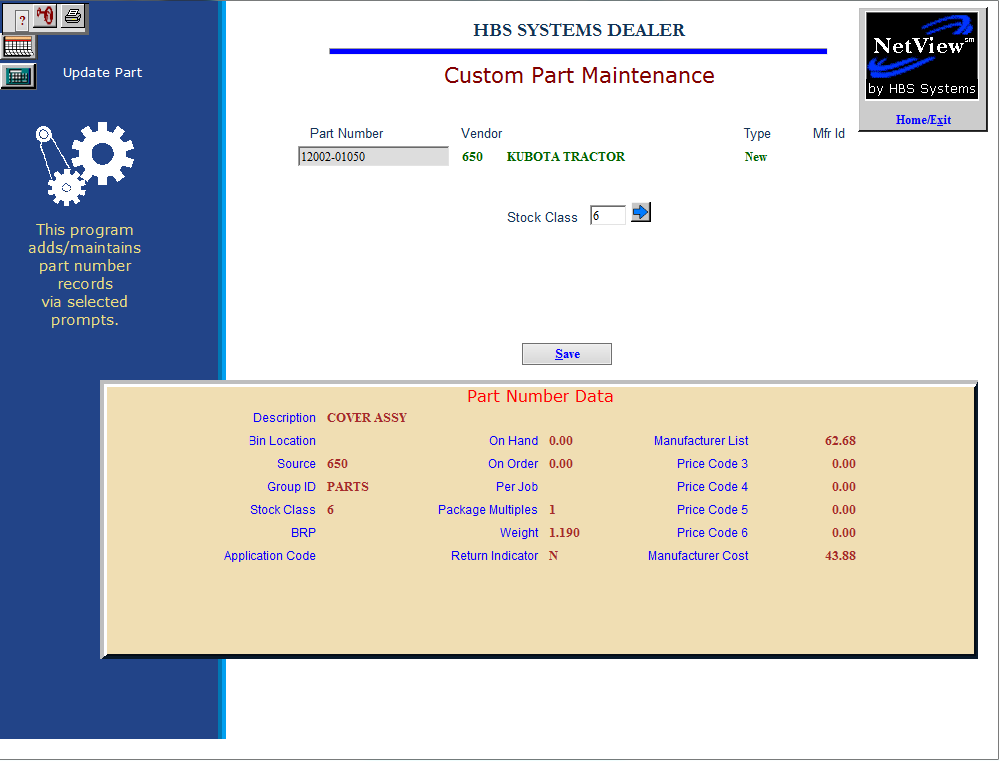 HBS SYSTEMS DEALER
Custom Part Maintenance
NetView℠
by HBS Systems
Home/Exit
?
Update Part
This program
adds/maintains
part number
records
via selected
prompts.
Part Number Vendor Type Mfr Id
12002-01050 650 KUBOTA TRACTOR New
Stock Class 6
Save
Part Number Data
Description COVER ASSY
Bin Location On Hand 0.00 Manufacturer List 62.68
Source 650 On Order 0.00 Price Code 3 0.00
Group ID PARTS Per Job Price Code 4 0.00
Stock Class 6 Package Multiples 1 Price Code 5 0.00
BRP Weight 1.190 Price Code 6 0.00
Application Code Return Indicator N Manufacturer Cost 43.88